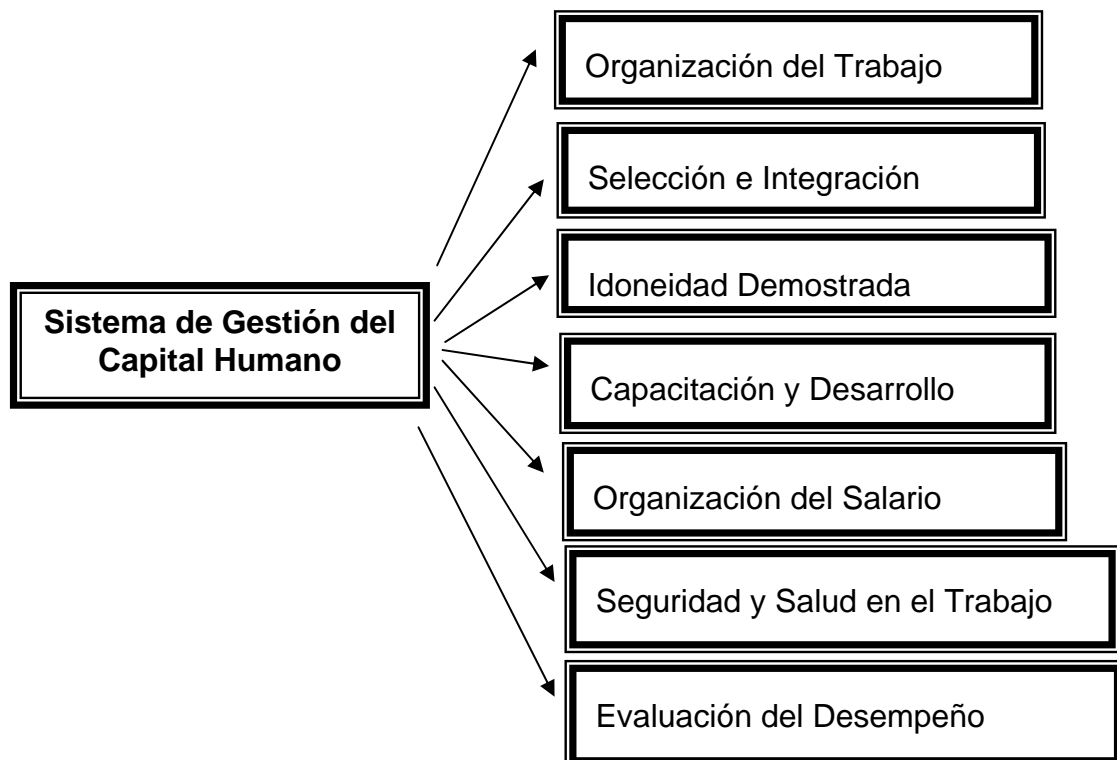 Organización del Trabajo
Selección e Integración
Idoneidad Demostrada
Sistema de Gestión del
Capital Humano
Capacitación y Desarrollo
Organización del Salario
Seguridad y Salud en el Trabajo
Evaluación del Desempeño